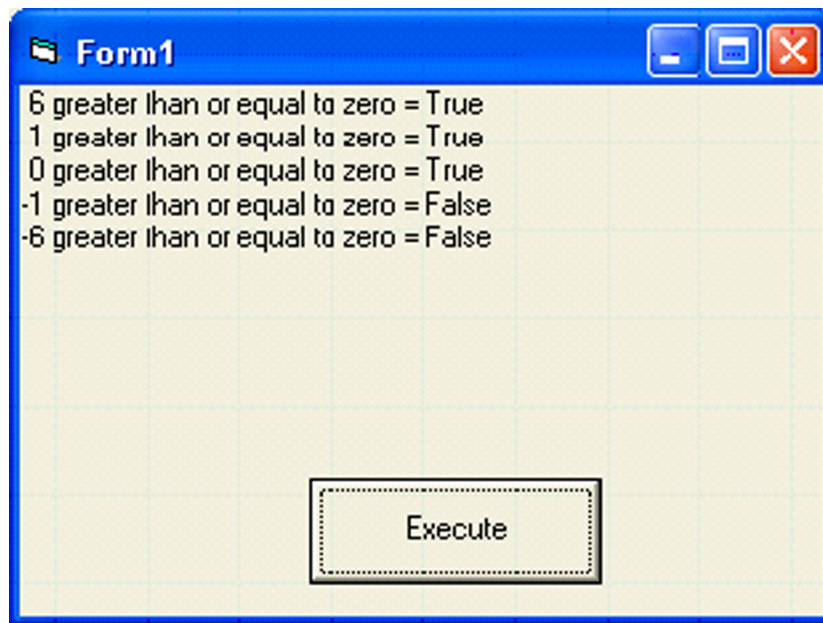 Form1
6 greater than or equal to zero = True
1 greater than or equal to zero = True
0 greater than or equal to zero = True
-1 greater than or equal to zero = False
-6 greater than or equal to zero = False
Execute